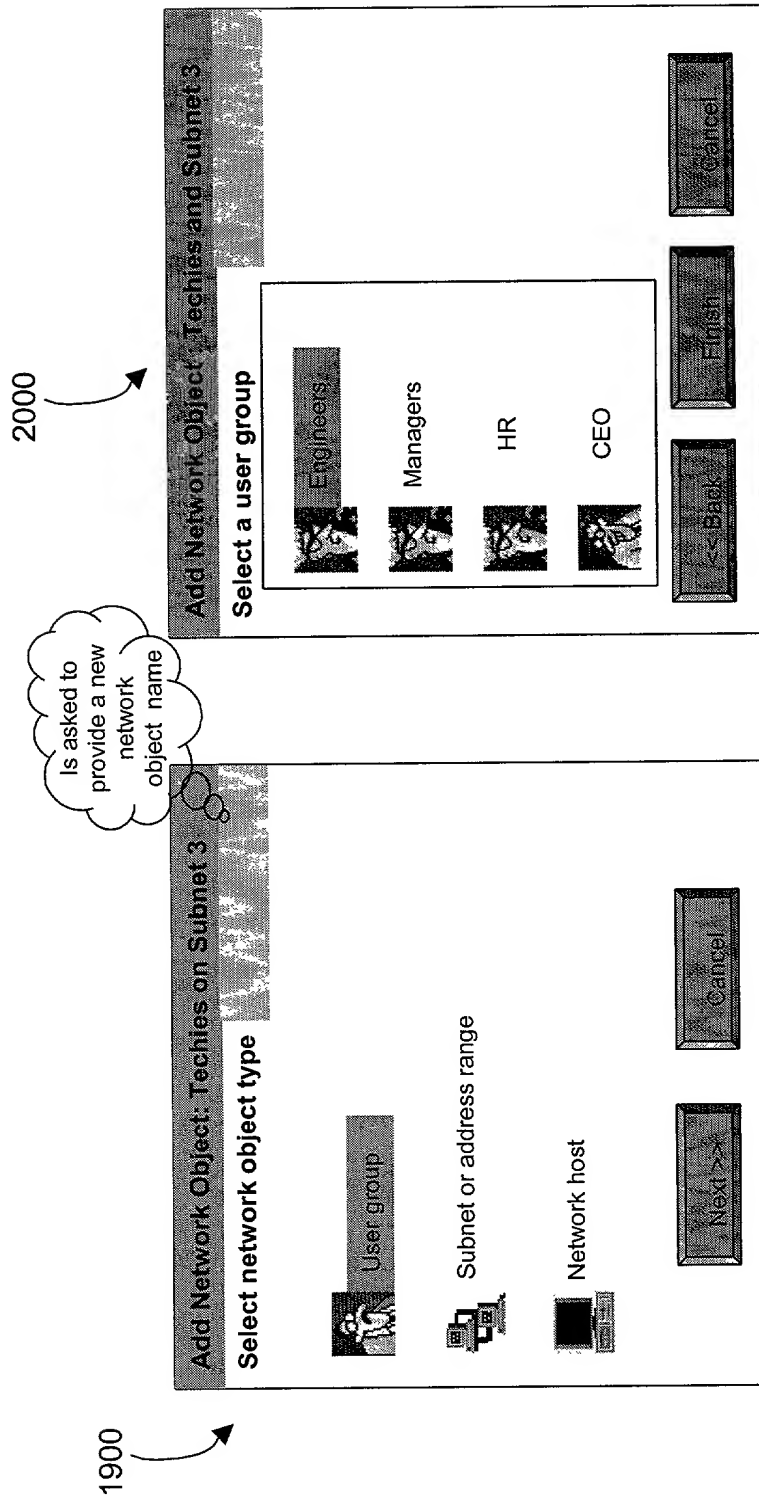 1900
Add Network Object: Techies on Subnet 3
Select network object type
User group
Subnet or address range
Network host
Next >>
Cancel
Is asked to
provide a new
network
object name
2000
Add Network Object : Techies and Subnet 3
Select a user group
Engineers
Managers
HR
CEO
<< Back
Finish
Cancel